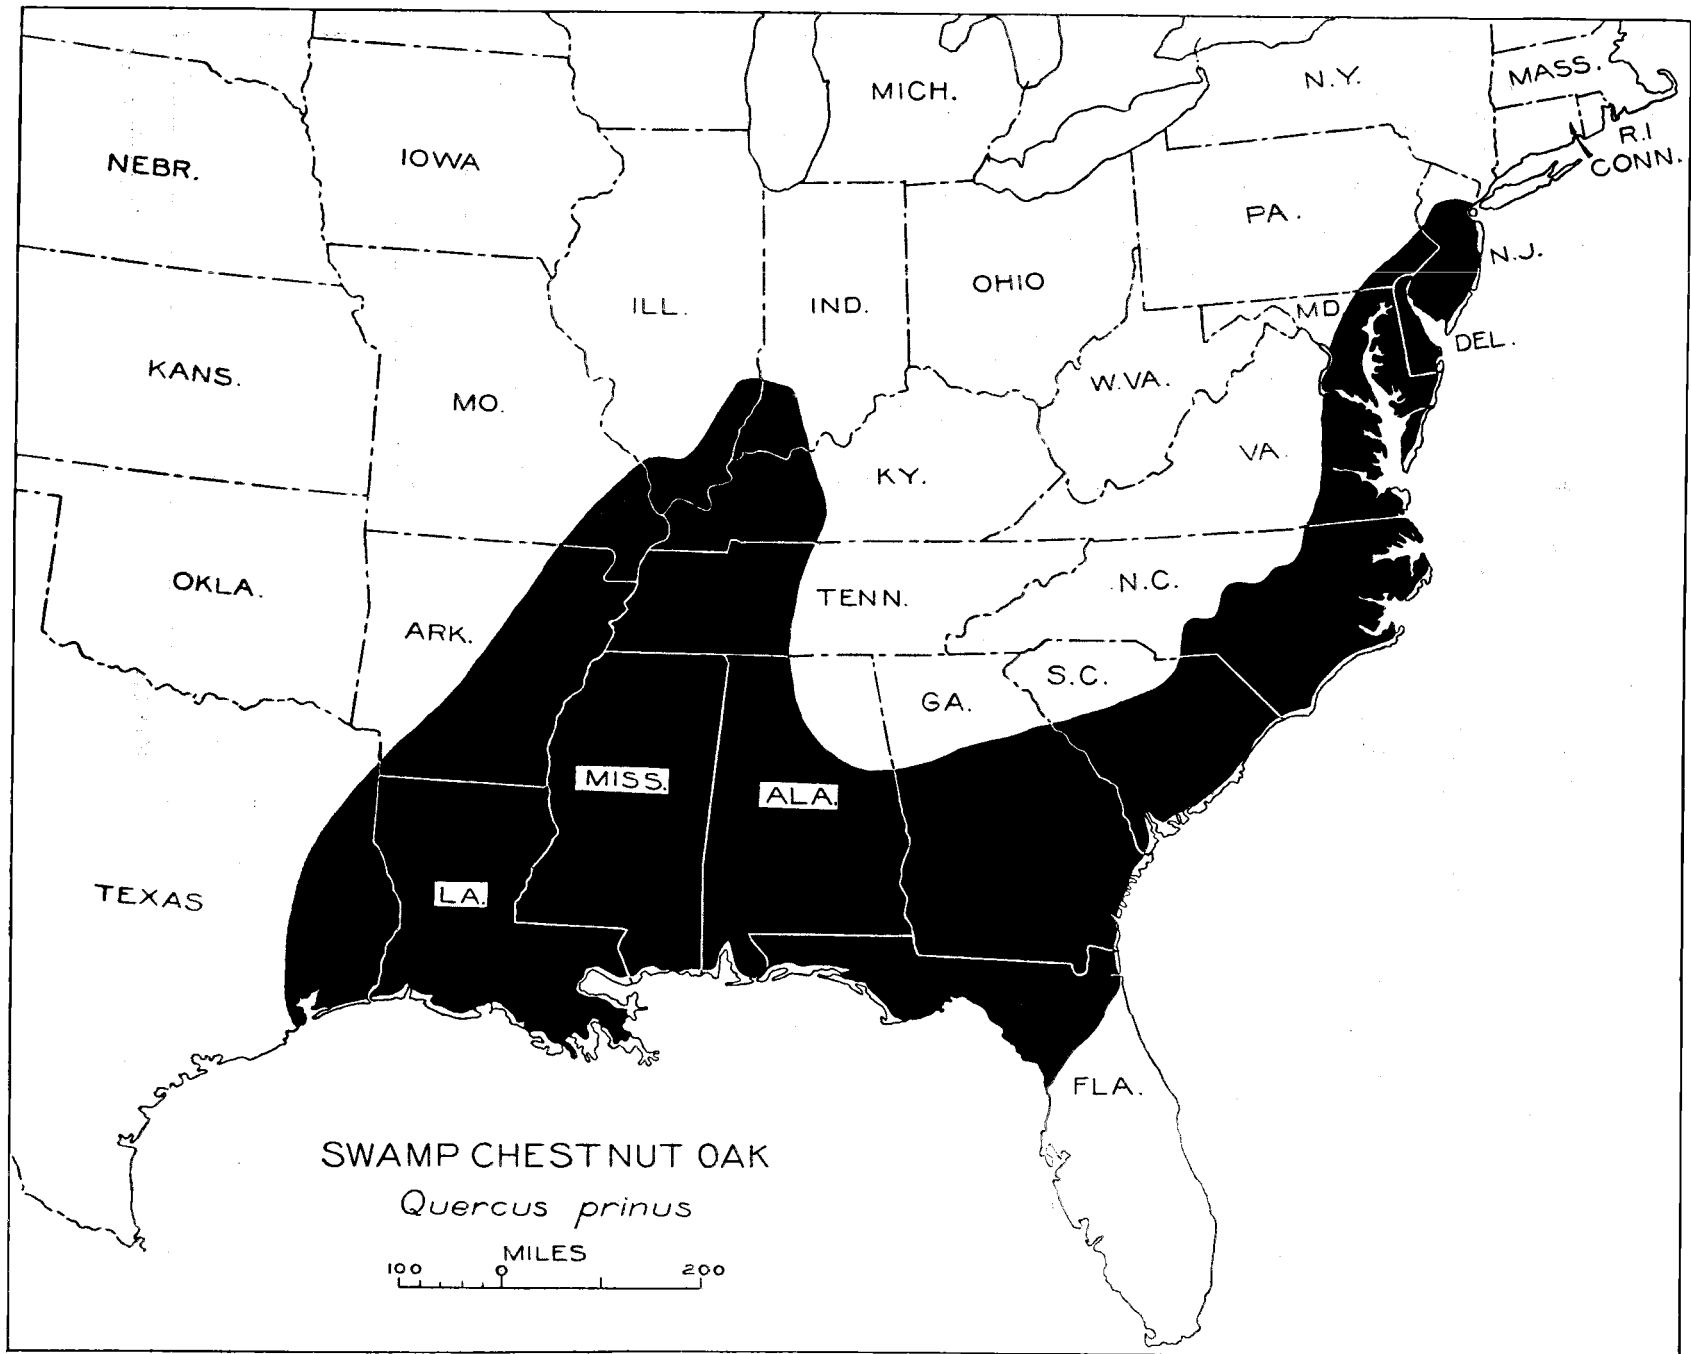 MICH.
N.Y.
MASS.
R.I
CONN.
NEBR.
IOWA
PA.
N.J.
ILL.
IND.
OHIO
MD
DEL.
KANS.
MO.
W.VA.
VA.
KY.
OKLA.
ARK.
TENN.
N.C.
S.C.
GA.
MISS.
ALA.
TEXAS
LA.
FLA.
SWAMP CHESTNUT OAK
Quercus prinus
MILES
100 0 200